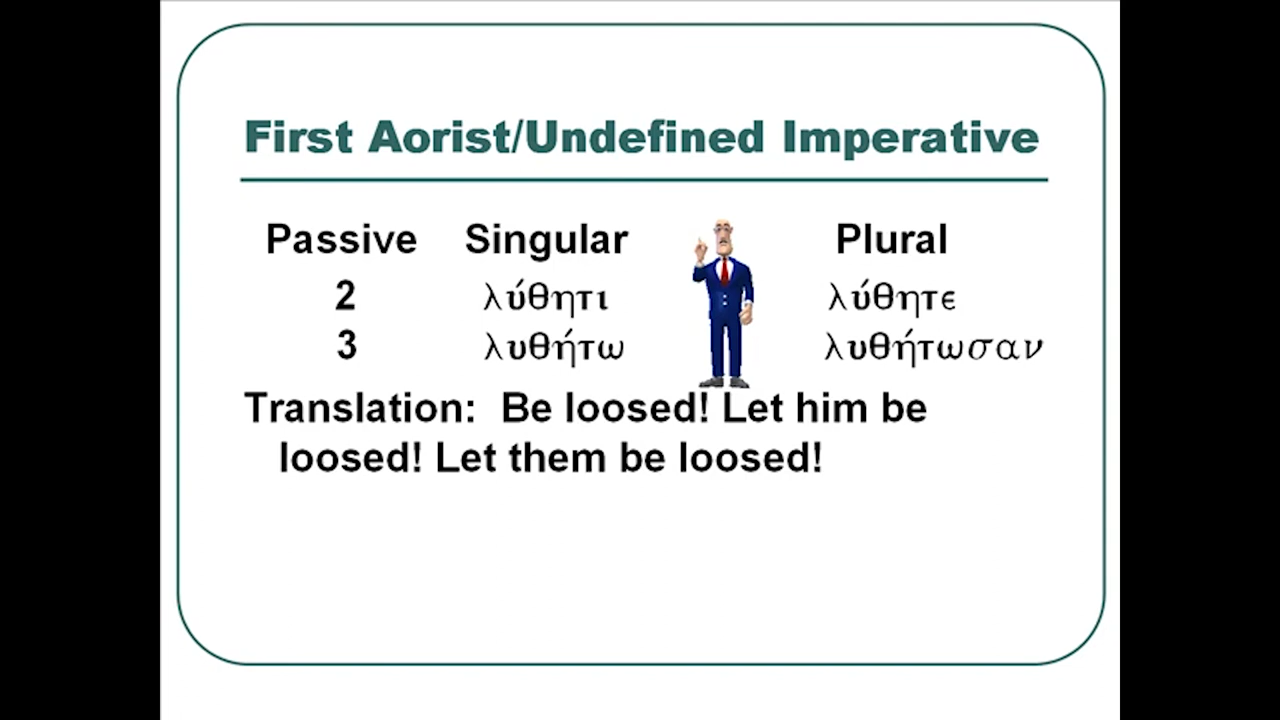 First Aorist/Undefined Imperative
Passive Singular Plural
2 λύθητι λύθητε
3 λυθήτω λυθήτωσαν
Translation: Be loosed! Let him be
loosed! Let them be loosed!